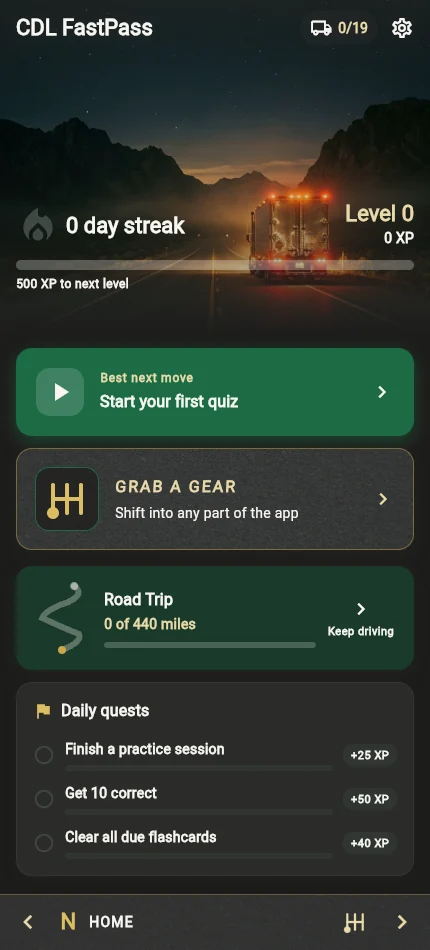 CDL FastPass
0/19
0 day streak
Level 0
0 XP
500 XP to next level
Best next move
Start your first quiz
GRAB A GEAR
Shift into any part of the app
Road Trip
0 of 440 miles
Keep driving
Daily quests
Finish a practice session
+25 XP
Get 10 correct
+50 XP
Clear all due flashcards
+40 XP
N HOME